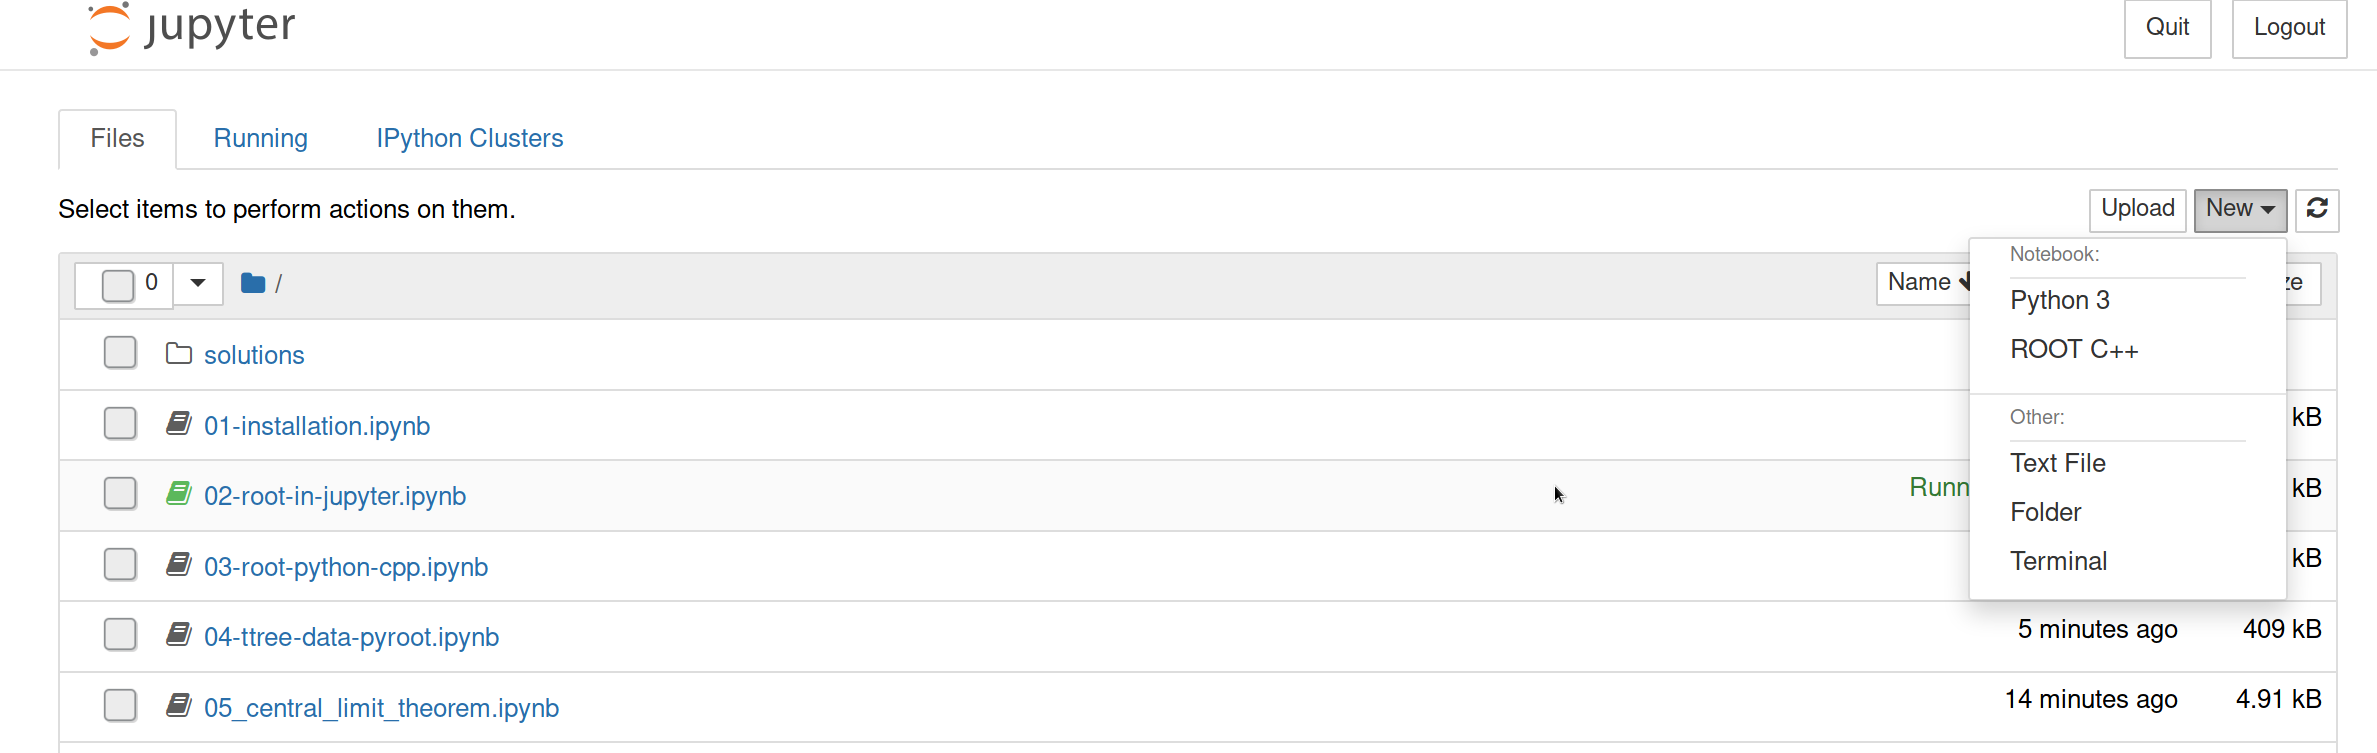 jupyter
Quit Logout
Files Running IPython Clusters
Select items to perform actions on them.
Upload New
0 / Name
Notebook:
Python 3
ROOT C++
Other:
Text File
Folder
Terminal
solutions
01-installation.ipynb kB
02-root-in-jupyter.ipynb kB
03-root-python-cpp.ipynb kB
04-ttree-data-pyroot.ipynb 5 minutes ago 409 kB
05_central_limit_theorem.ipynb 14 minutes ago 4.91 kB